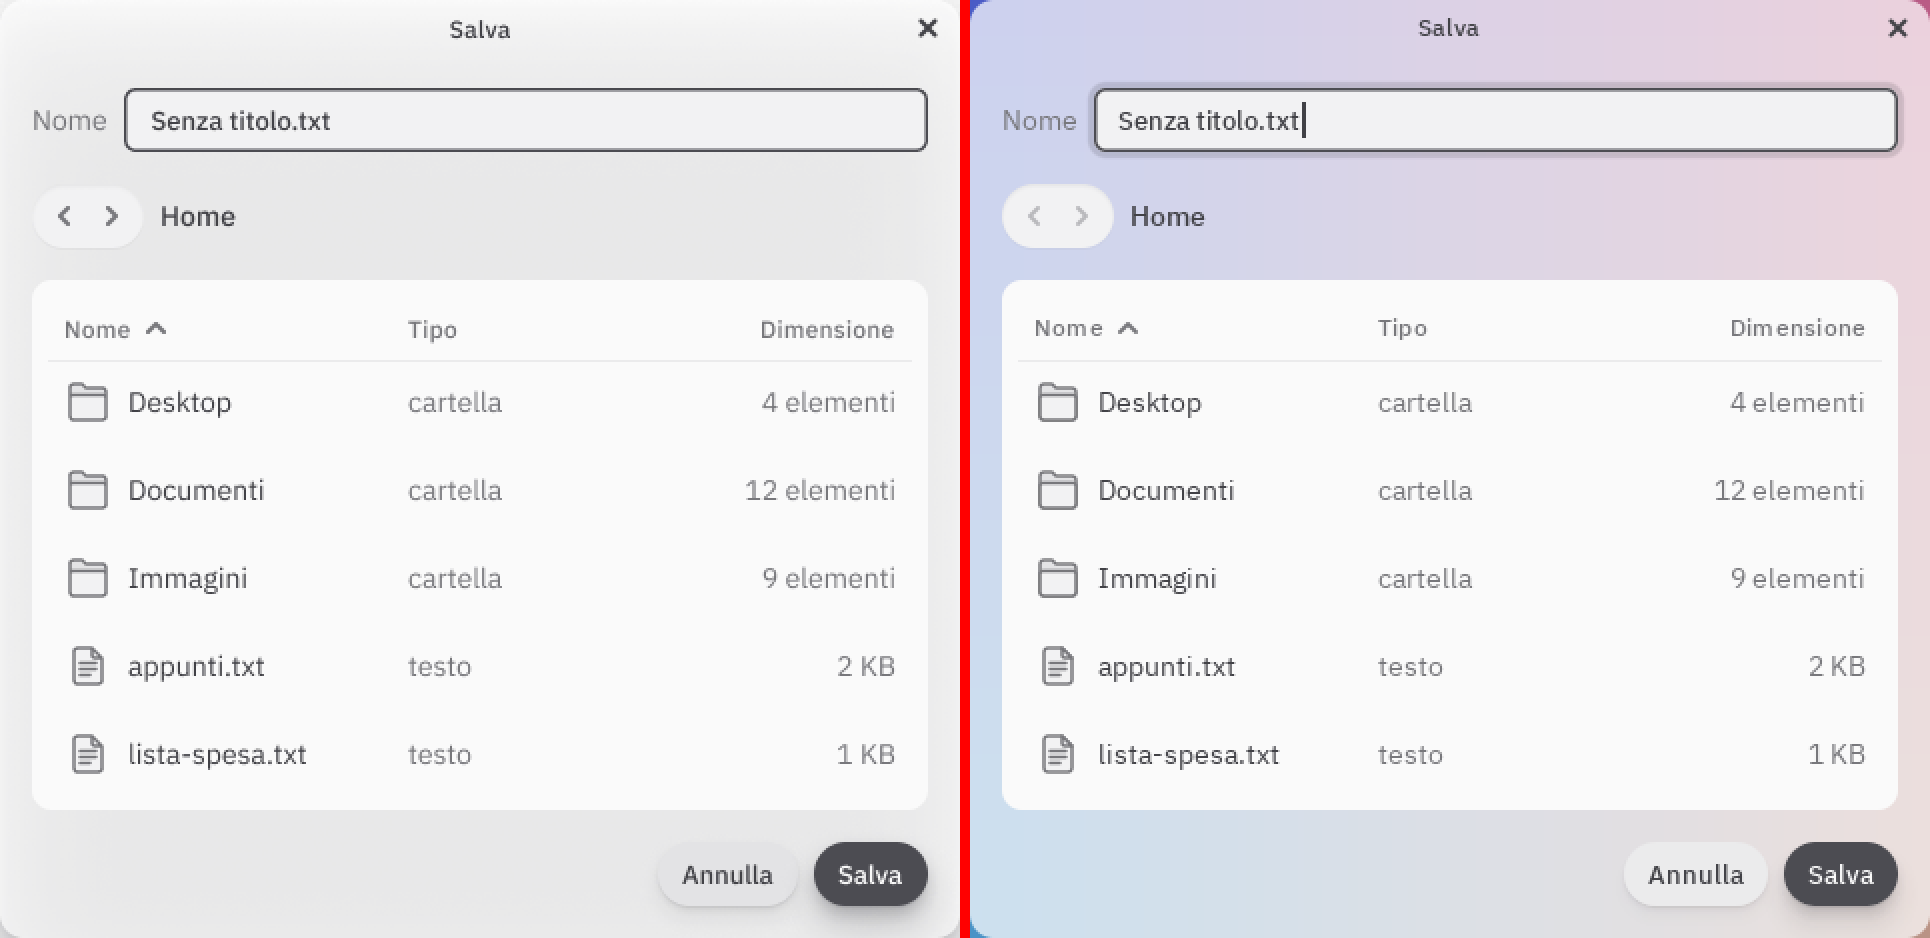 Salva
Nome Senza titolo.txt
Home
Nome Tipo Dimensione
Desktop cartella 4 elementi
Documenti cartella 12 elementi
Immagini cartella 9 elementi
appunti.txt testo 2 KB
lista-spesa.txt testo 1 KB
Annulla Salva
Salva
Nome Senza titolo.txt
Home
Nome Tipo Dimensione
Desktop cartella 4 elementi
Documenti cartella 12 elementi
Immagini cartella 9 elementi
appunti.txt testo 2 KB
lista-spesa.txt testo 1 KB
Annulla Salva